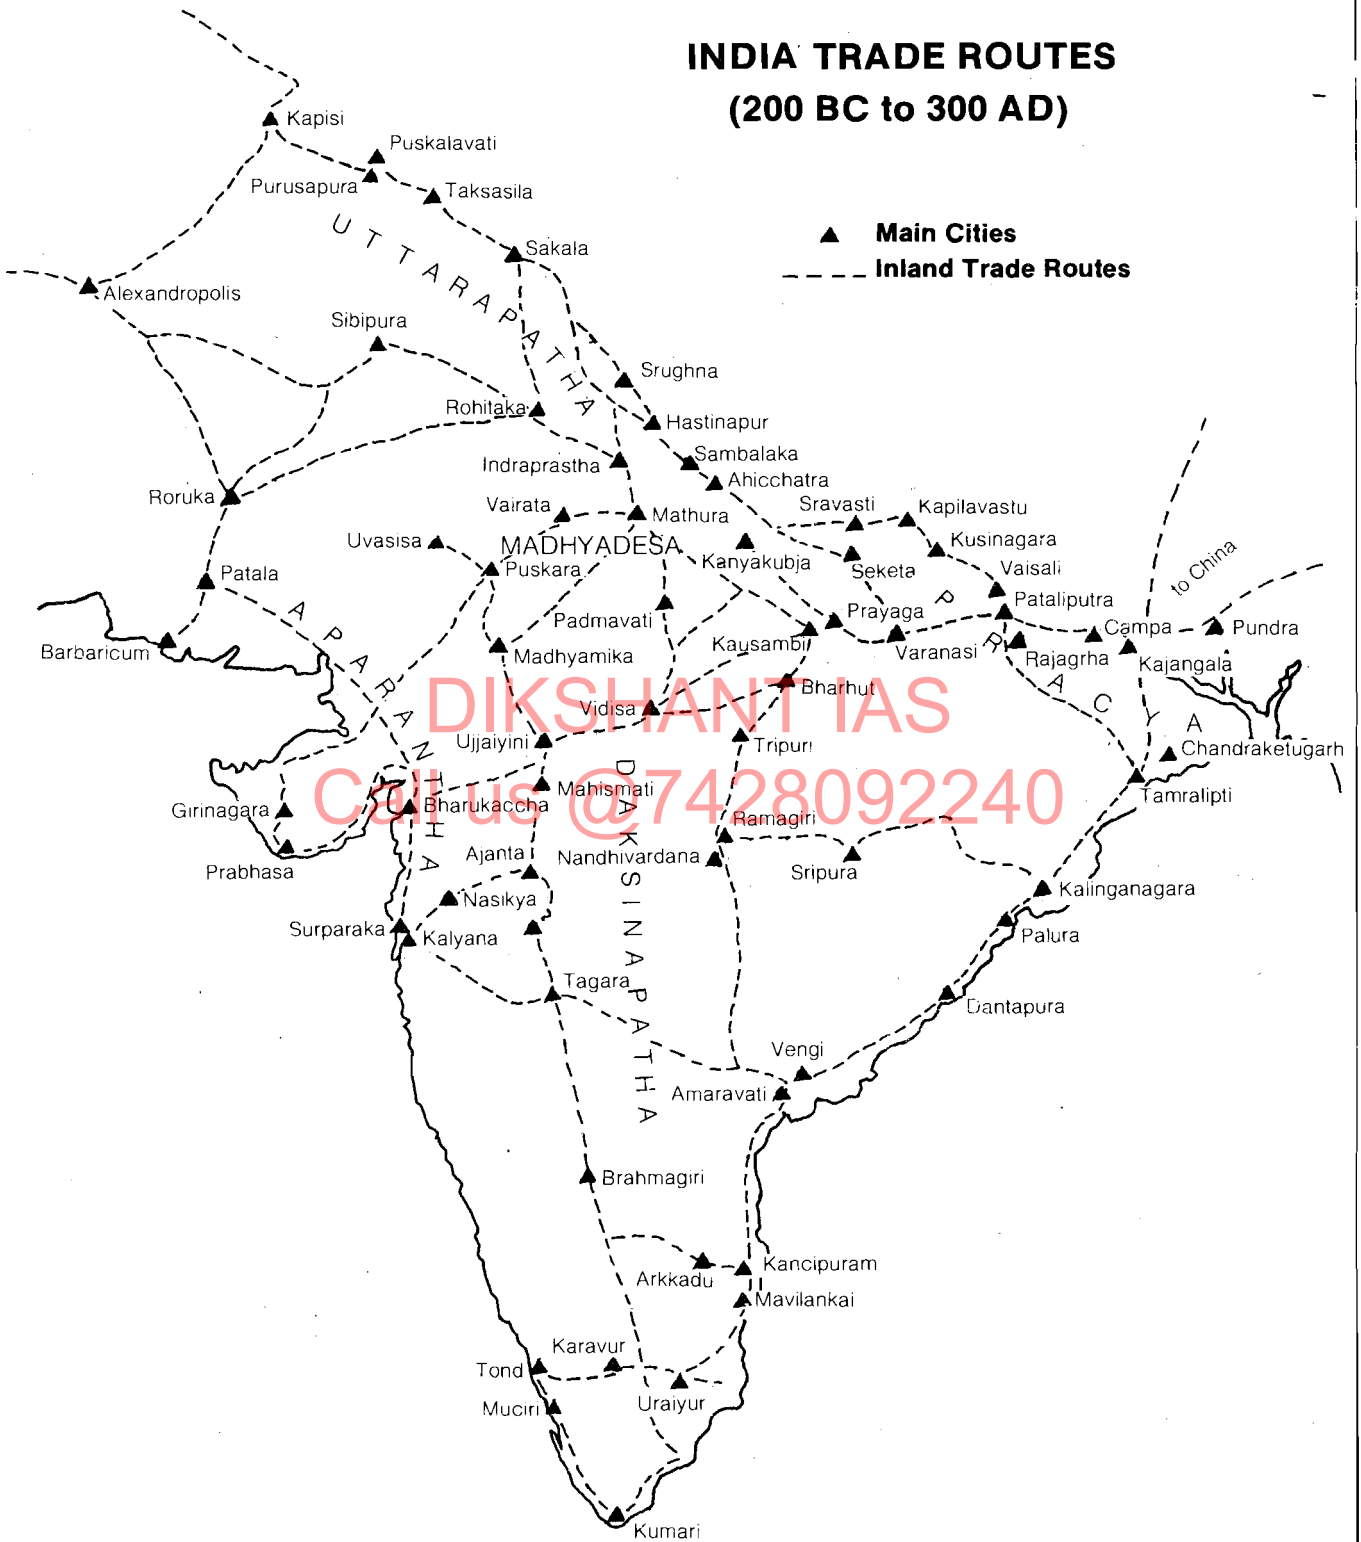 INDIA TRADE ROUTES
(200 BC to 300 AD)
Kapisi
Puskalavati
Purusapura
Taksasila
Main Cities
UTTARAPATHA
Sakala
Inland Trade Routes
Alexandropolis
Sibipura
Srughna
Rohitaka
Hastinapur
Indraprastha
Sambalaka
Ahicchatra
Roruka
Vairata
Mathura
Sravasti
Kapilavastu
Uvasisa
MADHYADESA
Kanyakubja
Kusinagara
Puskara
Seketa
Vaisali
to China
Patala
Padmavati
Prayaga
Pataliputra
PRACYA
Campa
Pundra
Barbaricum
APARANTHA
Madhyamika
Kausambi
Varanasi
Rajagrha
Kajangala
DIKSHANT IAS
Bharhut
Vidisa
Ujjaiyini
Tripuri
Chandraketugarh
Call us @7428092240
Mahismati
DAKSINAPATHA
Tamralipti
Girinagara
Bharukaccha
Ramagiri
Ajanta
Nandhivardana
Sripura
Prabhasa
Nasikya
Kalinganagara
Surparaka
Kalyana
Palura
Tagara
Dantapura
Vengi
Amaravati
Brahmagiri
Arkkadu
Kancipuram
Mavilankai
Karavur
Tond
Muciri
Uraiyur
Kumari